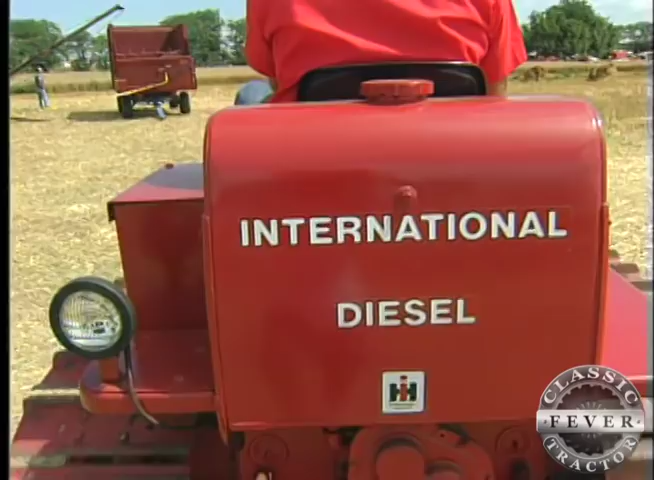 INTERNATIONAL
DIESEL
IH
CLASSIC
FEVER
TRACTOR